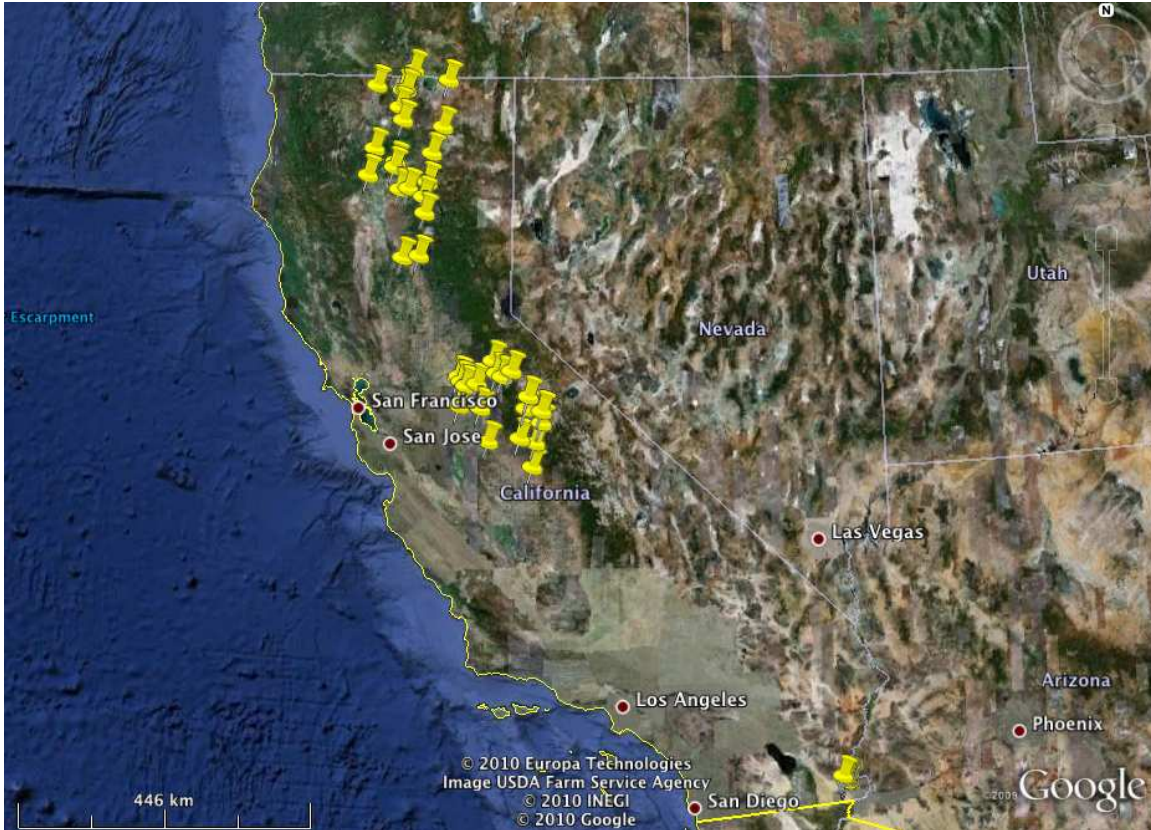 N
Utah
Escarpment
Nevada
San Francisco
San Jose
California
Las Vegas
Arizona
Los Angeles
Phoenix
© 2010 Europa Technologies
Image USDA Farm Service Agency
© 2010 INEGI
© 2010 Google
446 km
San Diego
©2009 Google